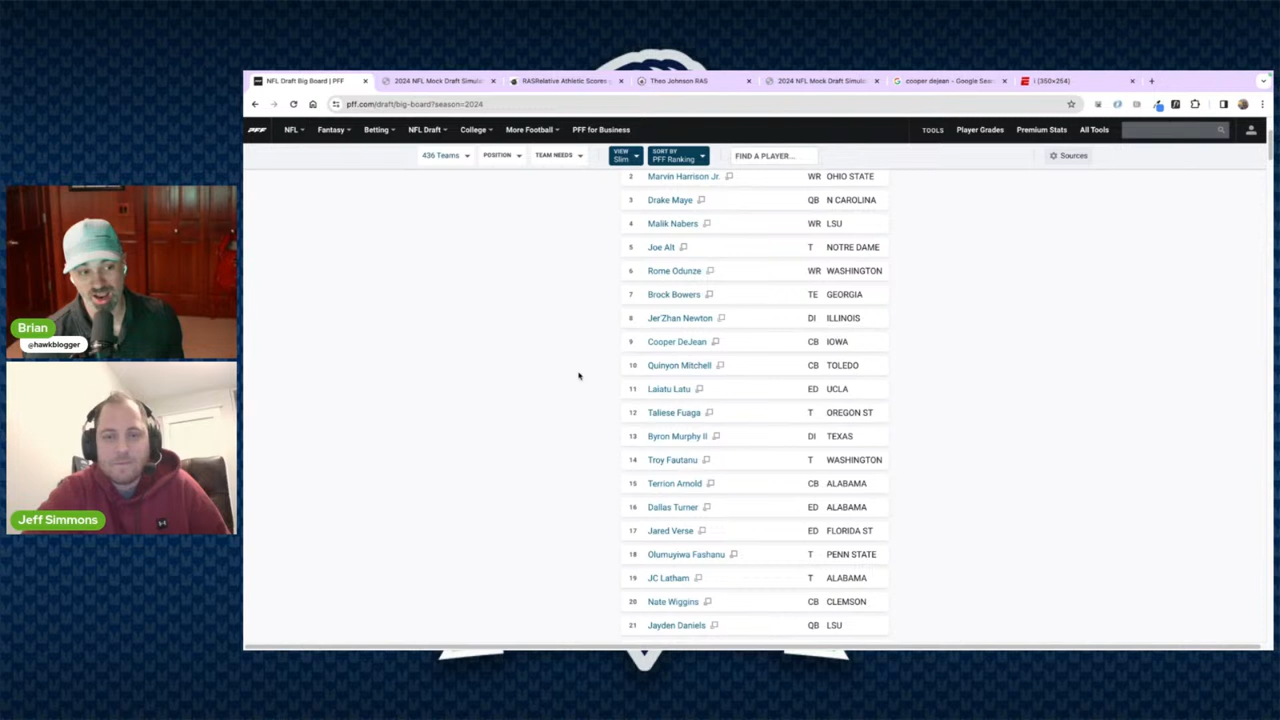 NFL Draft Big Board | PFF
2024 NFL Mock Draft Simula
RASRelative Athletic Scores
Theo Johnson RAS
2024 NFL Mock Draft Simula
cooper dejean - Google Sear
i (350×264)
pff.com/draft/big-board?season=2024
PFF
NFL
Fantasy
Betting
NFL Draft
College
More Football
PFF for Business
TOOLS
Player Grades
Premium Stats
All Tools
436 Teams
POSITION
TEAM NEEDS
VIEW
Slim
SORT BY
PFF Ranking
FIND A PLAYER...
Sources
2 Marvin Harrison Jr. WR OHIO STATE
3 Drake Maye QB N CAROLINA
4 Malik Nabers WR LSU
5 Joe Alt T NOTRE DAME
6 Rome Odunze WR WASHINGTON
7 Brock Bowers TE GEORGIA
8 Jer'Zhan Newton DI ILLINOIS
9 Cooper DeJean CB IOWA
10 Quinyon Mitchell CB TOLEDO
11 Laiatu Latu ED UCLA
12 Taliese Fuaga T OREGON ST
13 Byron Murphy II DI TEXAS
14 Troy Fautanu T WASHINGTON
15 Terrion Arnold CB ALABAMA
16 Dallas Turner ED ALABAMA
17 Jared Verse ED FLORIDA ST
18 Olumuyiwa Fashanu T PENN STATE
19 JC Latham T ALABAMA
20 Nate Wiggins CB CLEMSON
21 Jayden Daniels QB LSU
Brian
@hawkblogger
Jeff Simmons